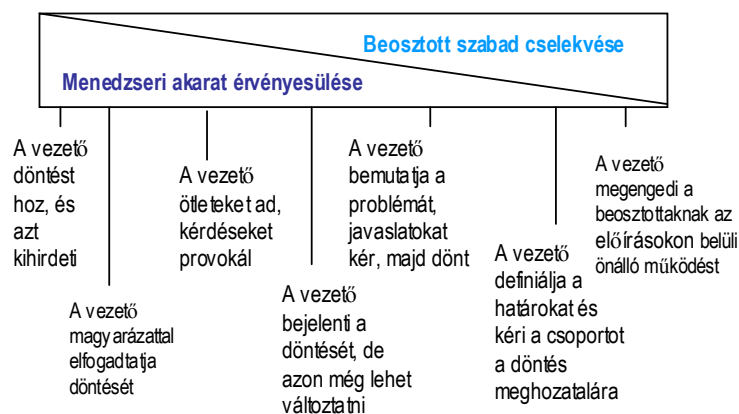 Beosztott szabad cselekvése
Menedzseri akarat érvényesülése
A vezető
döntést
hoz, és
azt
kihirdeti
A vezető
magyarázattal
elfogadtatja
döntését
A vezető
ötleteket ad,
kérdéseket
provokál
A vezető
bejelenti a
döntését, de
azon még lehet
változtatni
A vezető
bemutatja a
problémát,
javaslatokat
kér, majd dönt
A vezető
definiálja a
határokat és
kéri a csoportot
a döntés
meghozatalára
A vezető
megengedi a
beosztottaknak az
előírásokon belüli
önálló működést